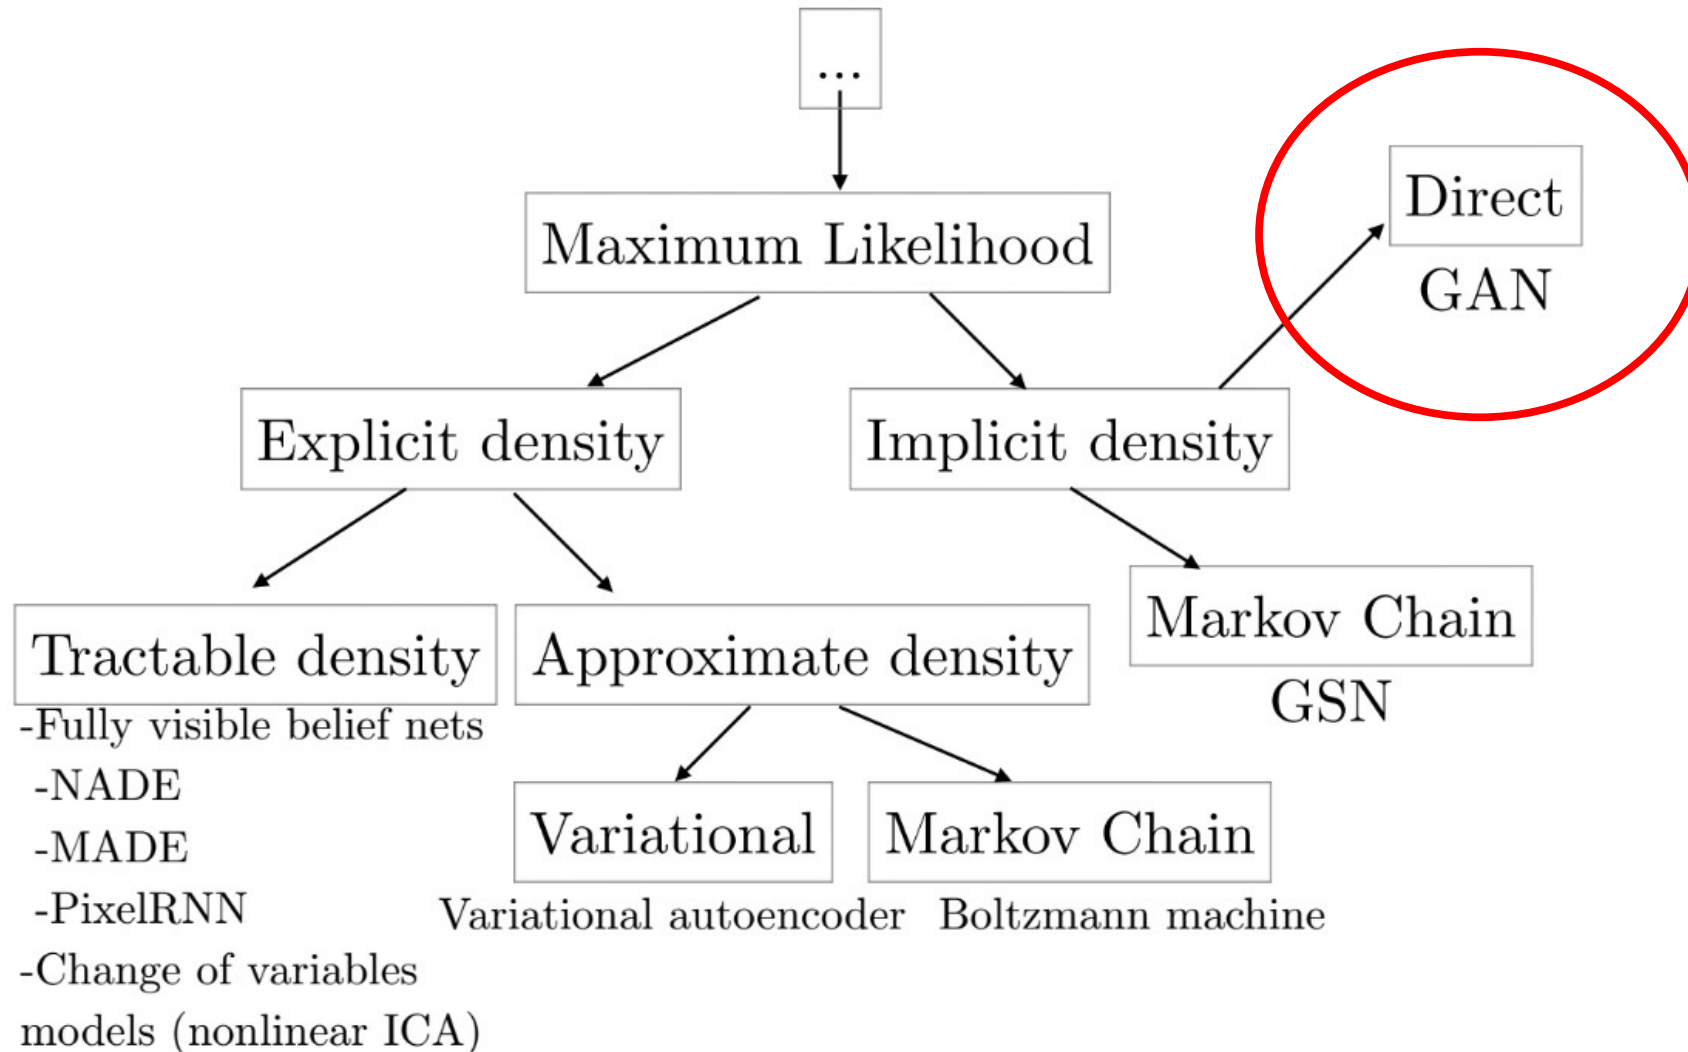 ...
Maximum Likelihood
Direct
GAN
Explicit density
Implicit density
Tractable density
-Fully visible belief nets
-NADE
-MADE
-PixelRNN
-Change of variables
models (nonlinear ICA)
Approximate density
Variational
Variational autoencoder
Markov Chain
Boltzmann machine
Markov Chain
GSN